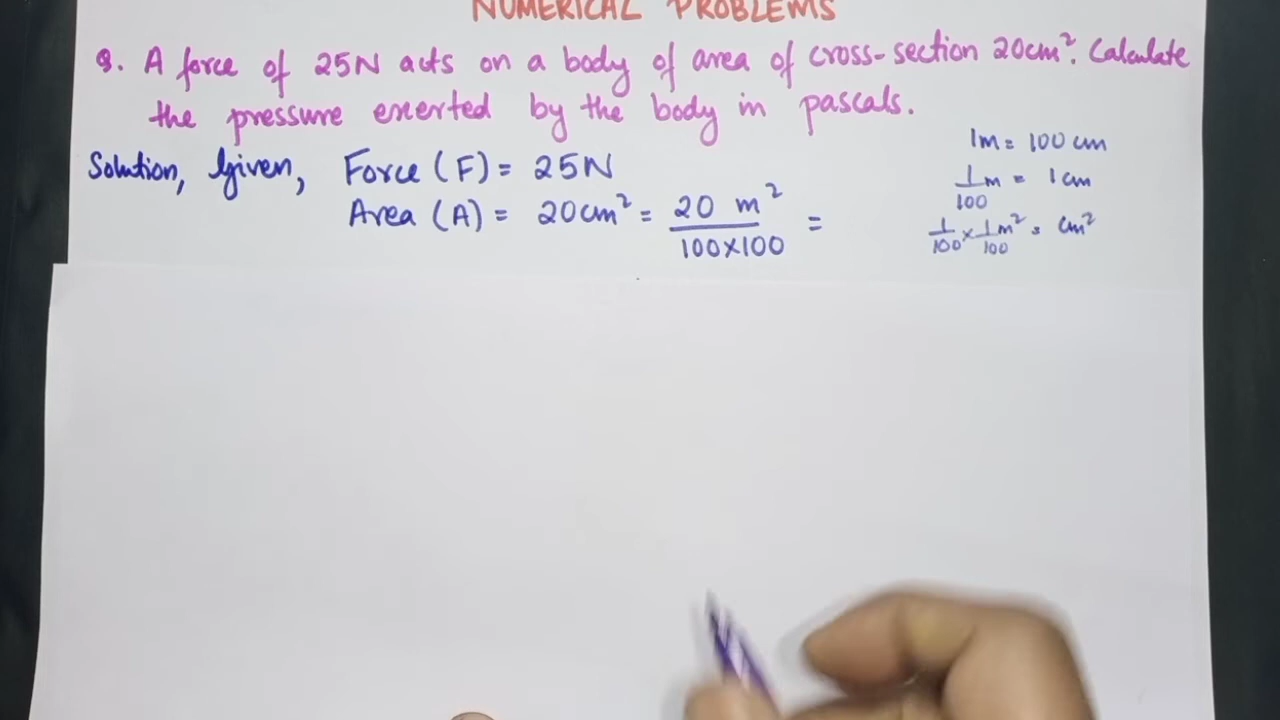 NUMERICAL PROBLEMS
Q. A force of 25N acts on a body of area of cross-section 20cm². Calculate
the pressure exerted by the body in pascals.
Solution, Given, Force (F) = 25N
Area (A) = 20cm² = 20 m² / 100×100 =
1m = 100 cm
1/100 m = 1 cm
1/100 × 1/100 m² = cm²